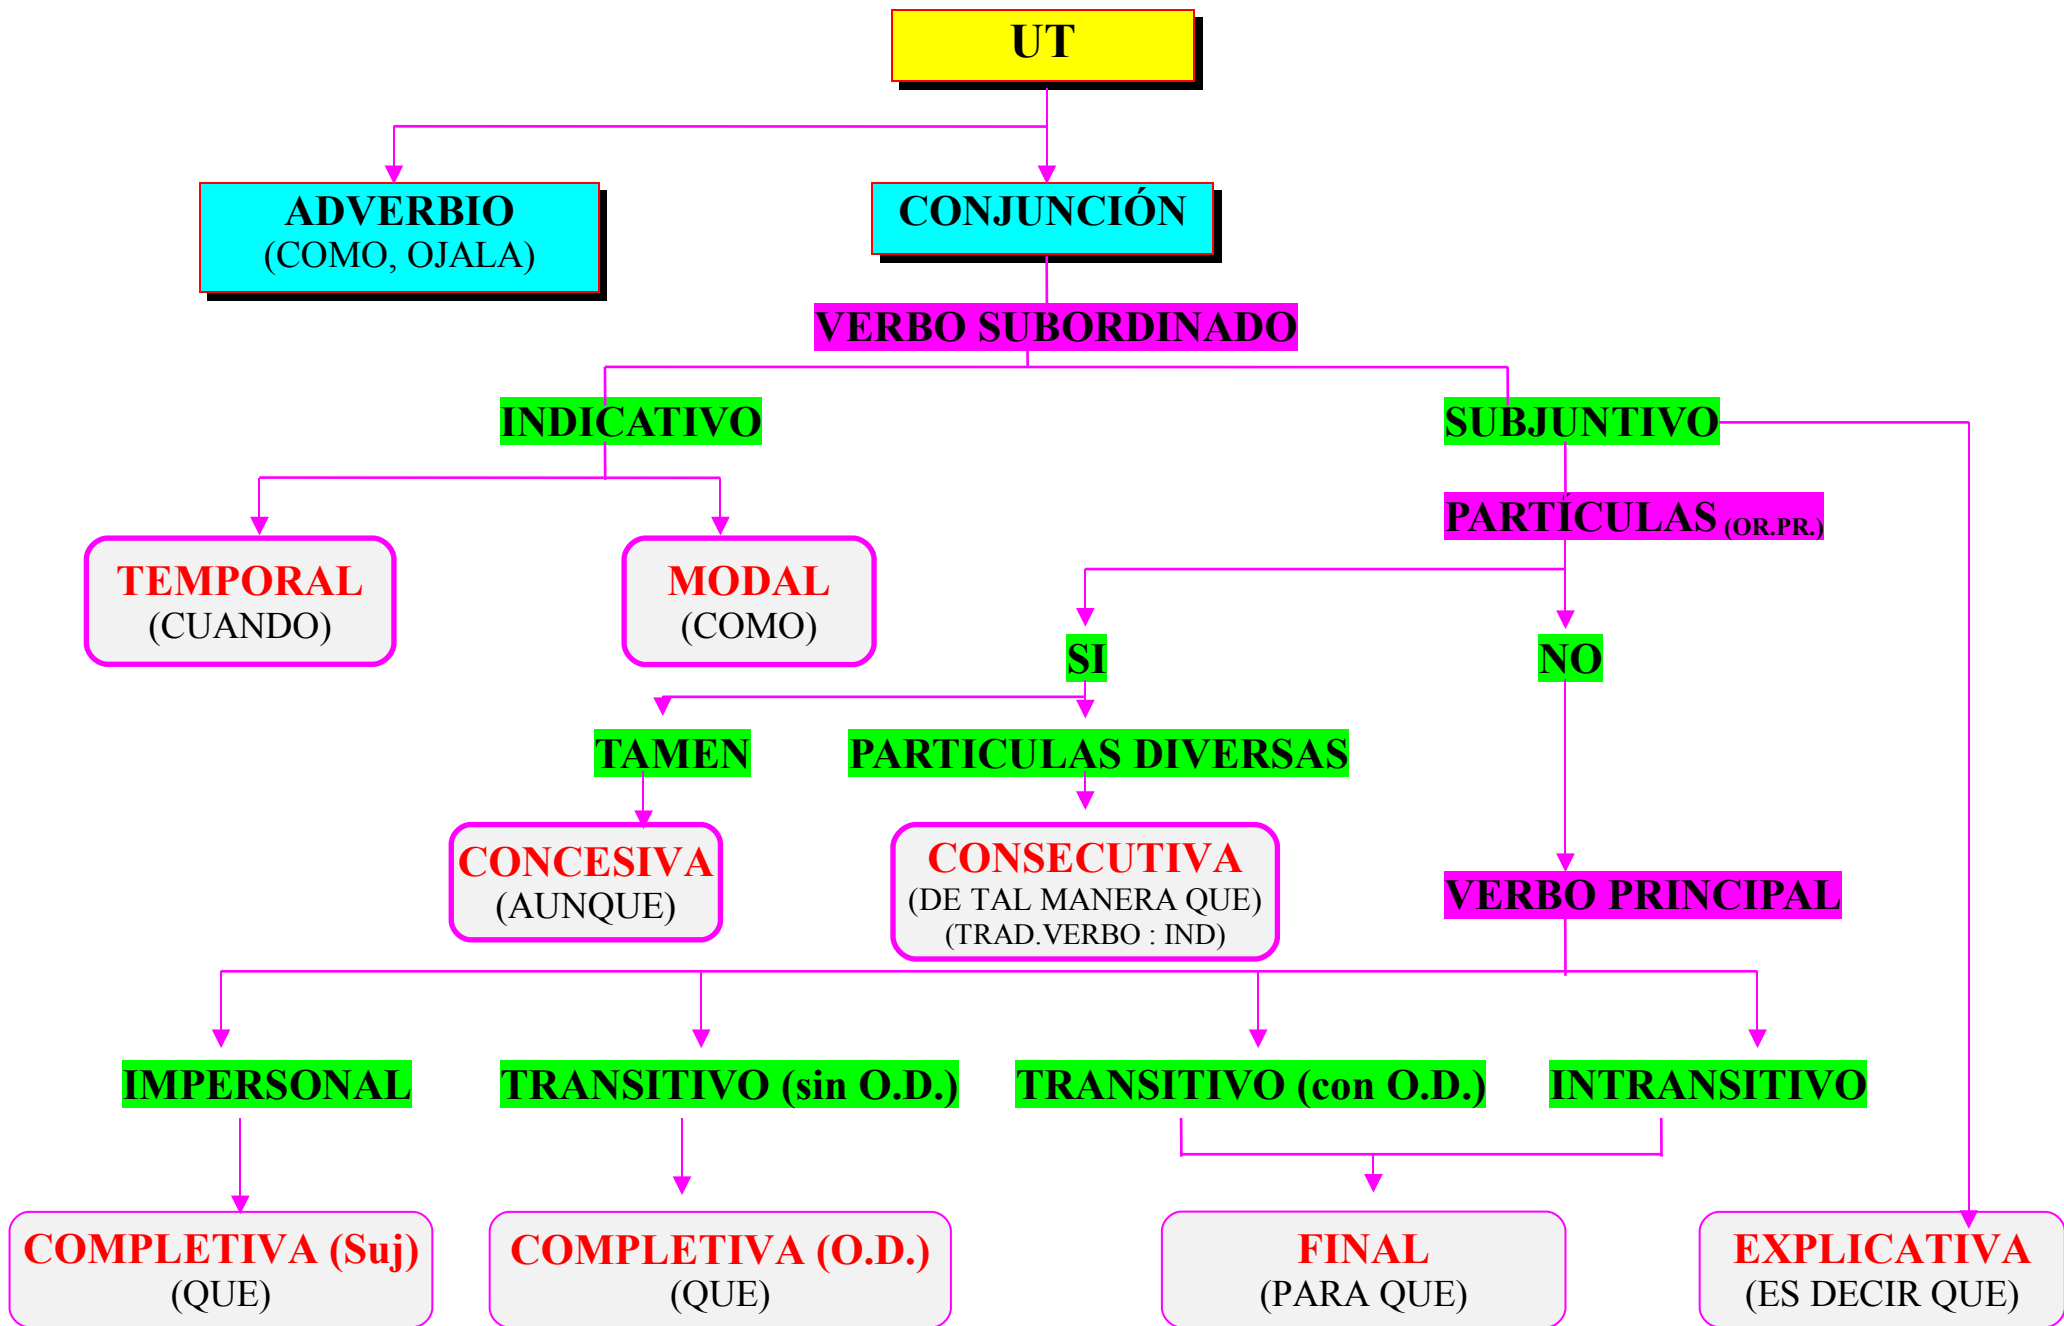 UT
ADVERBIO
(COMO, OJALA)
CONJUNCIÓN
VERBO SUBORDINADO
INDICATIVO
SUBJUNTIVO
PARTÍCULAS (OR.PR.)
TEMPORAL
(CUANDO)
MODAL
(COMO)
SI
NO
TAMEN
PARTICULAS DIVERSAS
CONCESIVA
(AUNQUE)
CONSECUTIVA
(DE TAL MANERA QUE)
(TRAD.VERBO : IND)
VERBO PRINCIPAL
IMPERSONAL
TRANSITIVO (sin O.D.)
TRANSITIVO (con O.D.)
INTRANSITIVO
COMPLETIVA (Suj)
(QUE)
COMPLETIVA (O.D.)
(QUE)
FINAL
(PARA QUE)
EXPLICATIVA
(ES DECIR QUE)